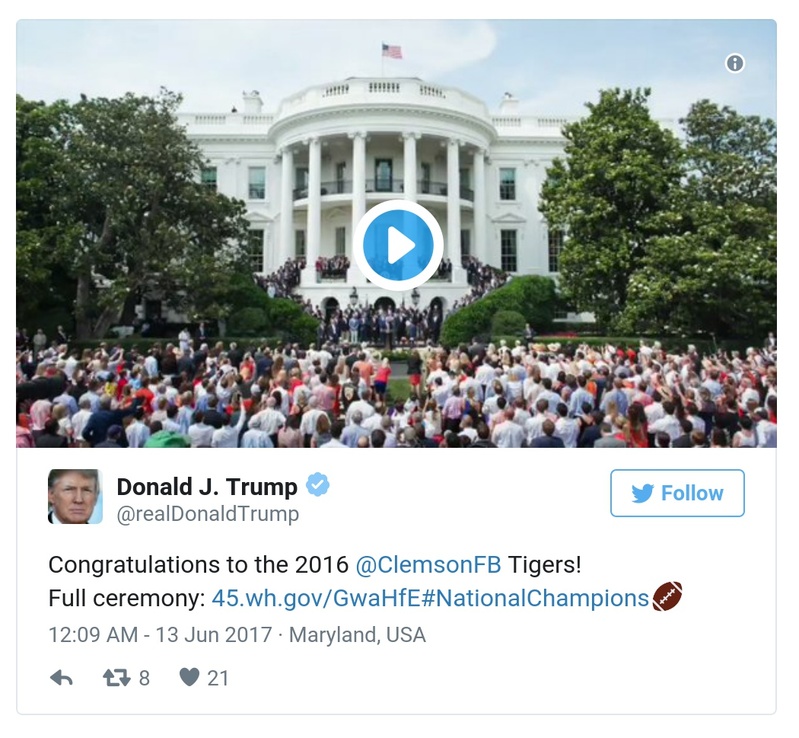 Donald J. Trump
@realDonaldTrump
Follow
Congratulations to the 2016 @ClemsonFB Tigers!
Full ceremony: 45.wh.gov/GwaHfE#NationalChampions🏈
12:09 AM - 13 Jun 2017 · Maryland, USA
8 21